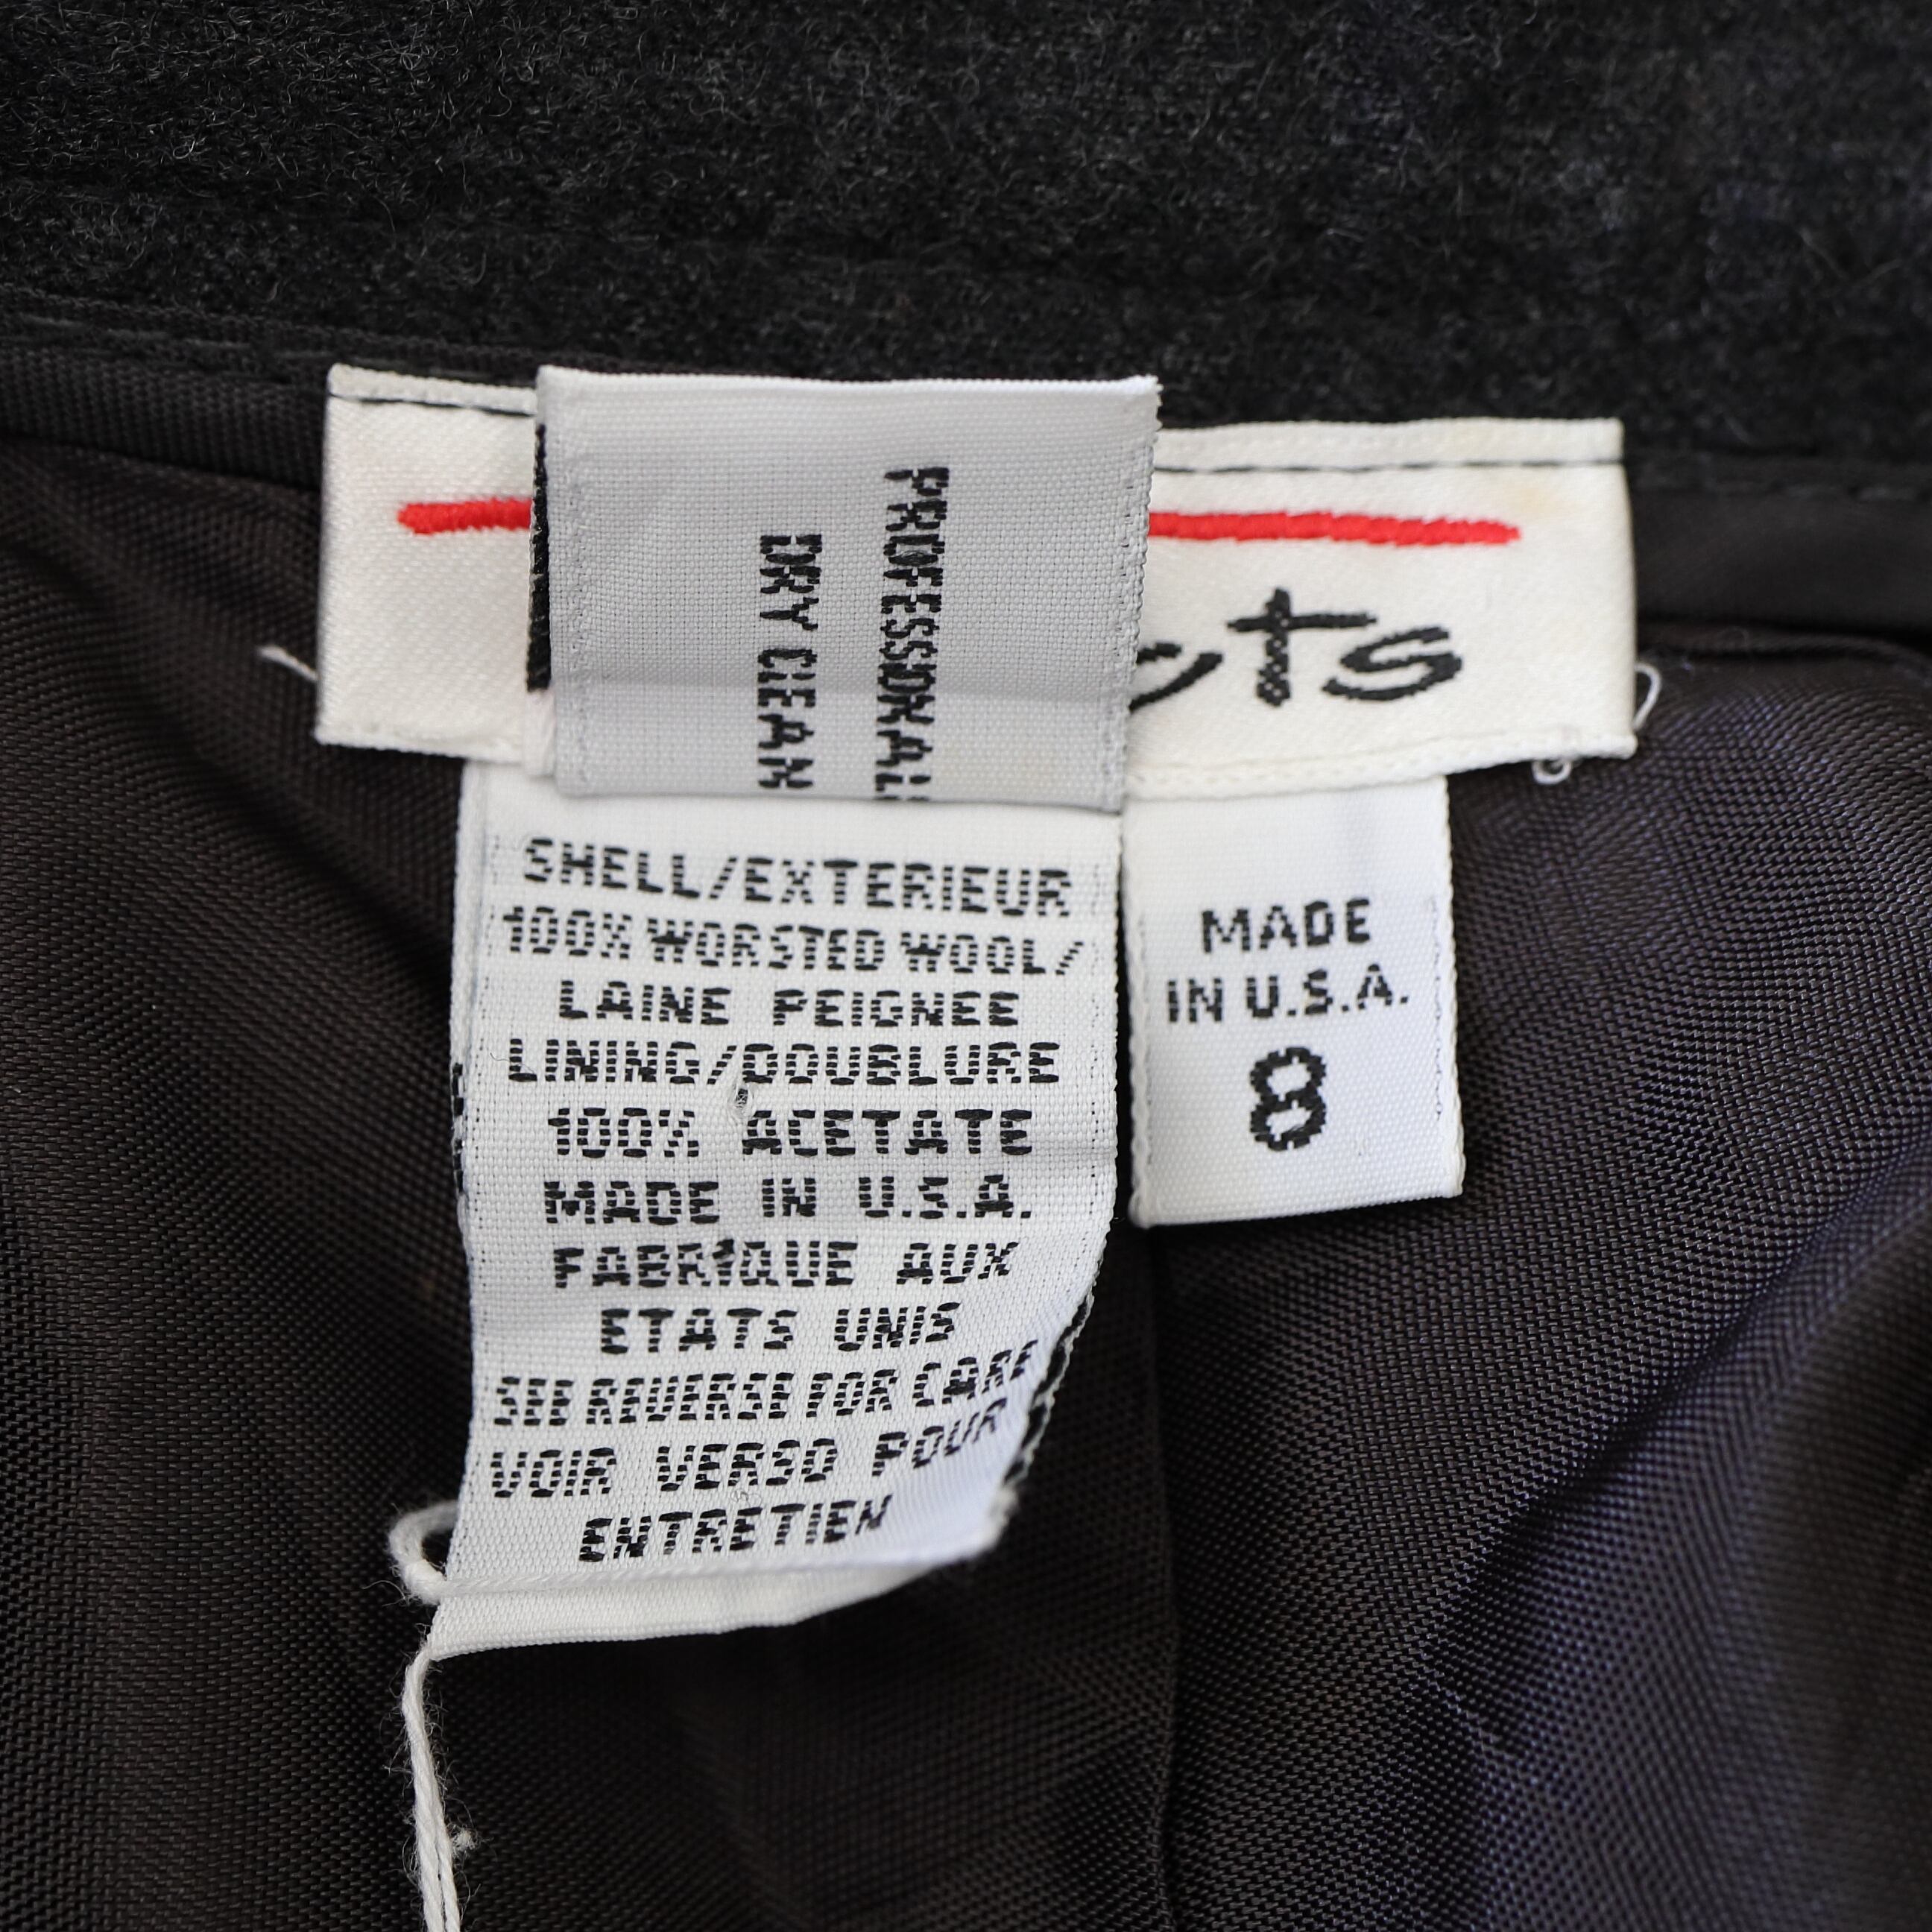 PROFESSIONAL
DRY CLEAN
SHELL/EXTERIEUR
100% WORSTED WOOL/
LAINE PEIGNEE
LINING/DOUBLURE
100% ACETATE
MADE IN U.S.A.
FABRIQUE AUX
ETATS UNIS
SEE REVERSE FOR CARE
VOIR VERSO POUR
ENTRETIEN
MADE
IN U.S.A.
8